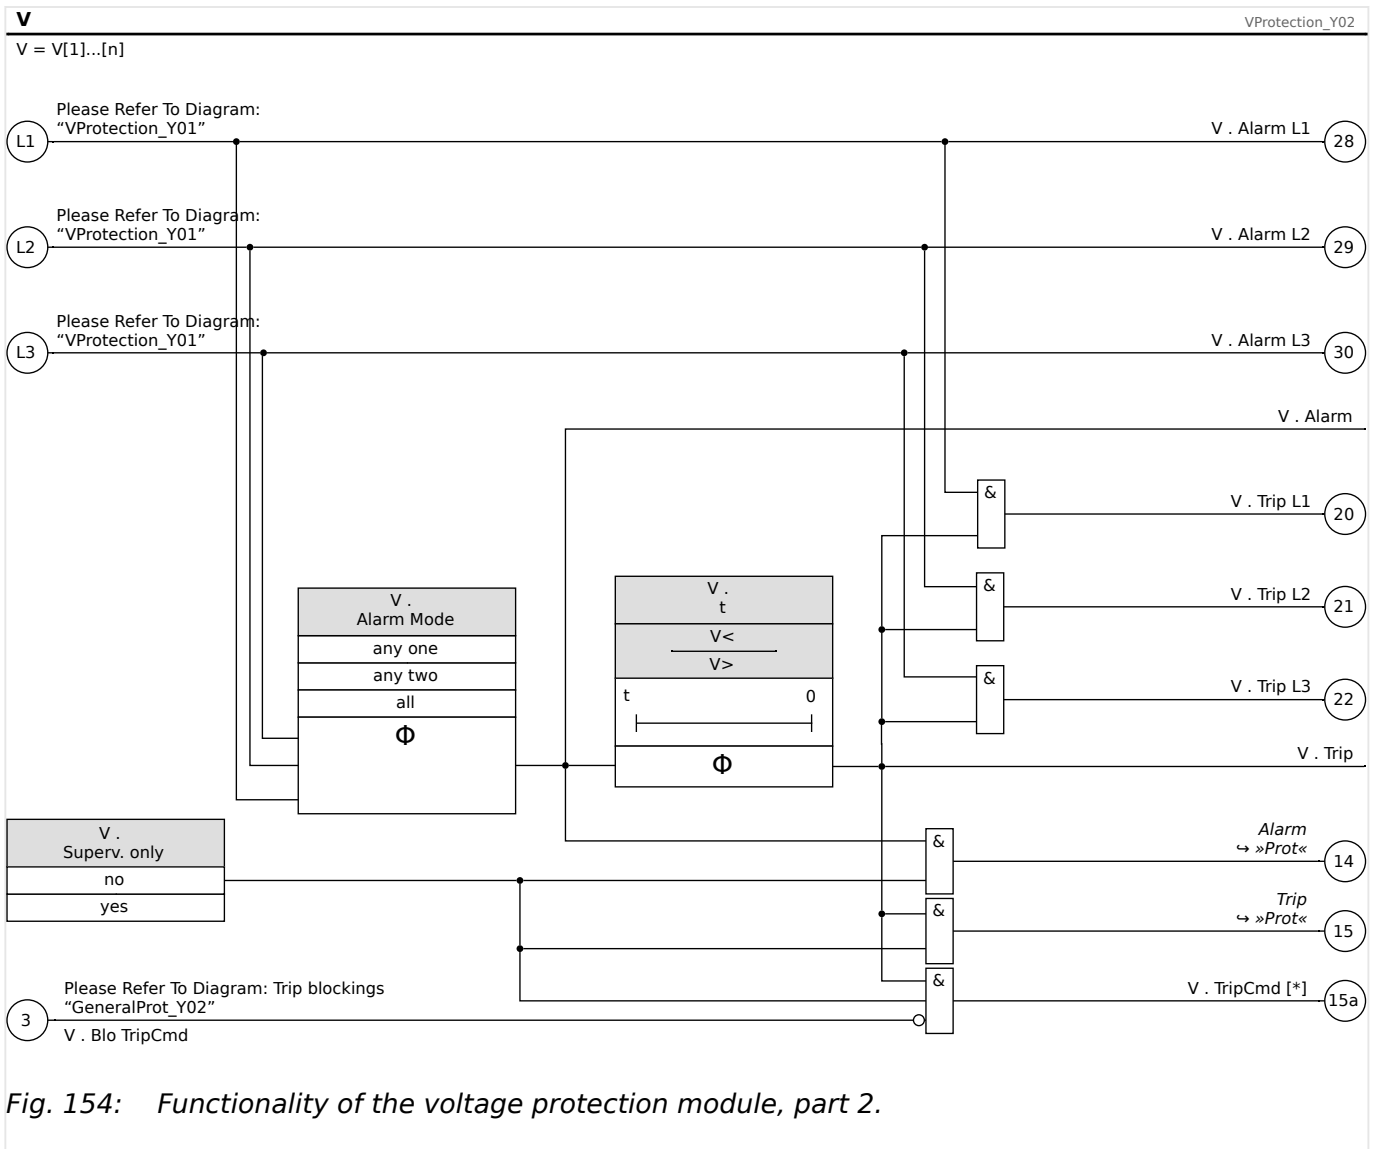 V
VProtection_Y02
V = V[1]...[n]
Please Refer To Diagram:
“VProtection_Y01”
L1
V . Alarm L1
28
Please Refer To Diagram:
“VProtection_Y01”
L2
V . Alarm L2
29
Please Refer To Diagram:
“VProtection_Y01”
L3
V . Alarm L3
30
V . Alarm
&
V . Trip L1
20
&
V . Trip L2
21
&
V . Trip L3
22
V .
Alarm Mode
any one
any two
all
Φ
V .
t
V<
V>
t 0
Φ
V . Trip
V .
Superv. only
no
yes
&
Alarm
↪ »Prot«
14
&
Trip
↪ »Prot«
15
&
V . TripCmd [*]
15a
Please Refer To Diagram: Trip blockings
“GeneralProt_Y02”
3
V . Blo TripCmd
Fig. 154: Functionality of the voltage protection module, part 2.